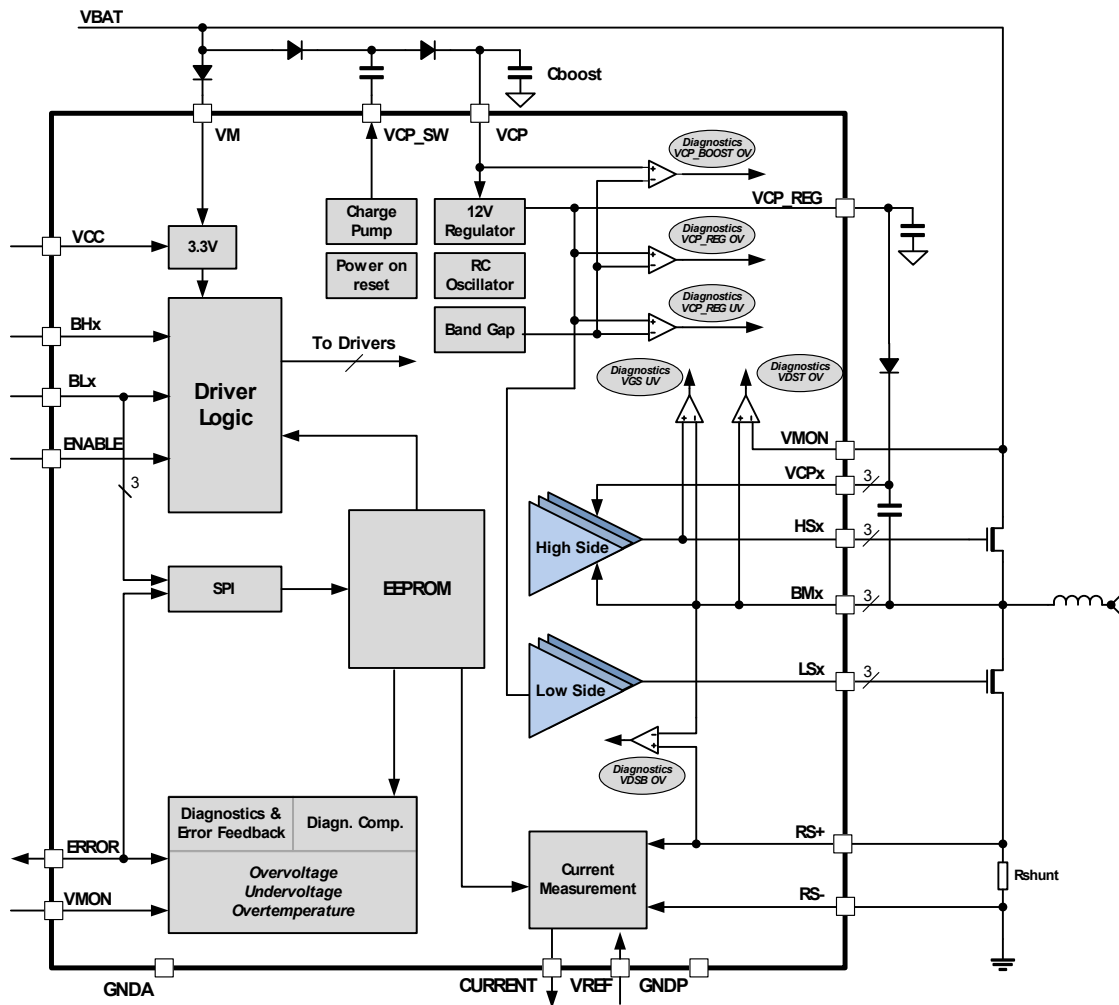 VBAT
Cboost
VM
VCP_SW
VCP
Diagnostics
VCP_BOOST OV
VCP_REG
Charge
Pump
12V
Regulator
VCC
3.3V
Diagnostics
VCP_REG OV
Power on
reset
RC
Oscillator
Diagnostics
VCP_REG UV
Band Gap
BHx
To Drivers
BLx
Driver
Logic
Diagnostics
VGS UV
Diagnostics
VDST OV
ENABLE
VMON
3
VCPx
3
High Side
HSx
3
SPI
EEPROM
BMx
3
Low Side
LSx
3
Diagnostics
VDSB OV
Diagnostics &
Error Feedback
Diagn. Comp.
ERROR
Overvoltage
Undervoltage
Overtemperature
VMON
Current
Measurement
RS+
Rshunt
RS-
GNDA
CURRENT
VREF
GNDP